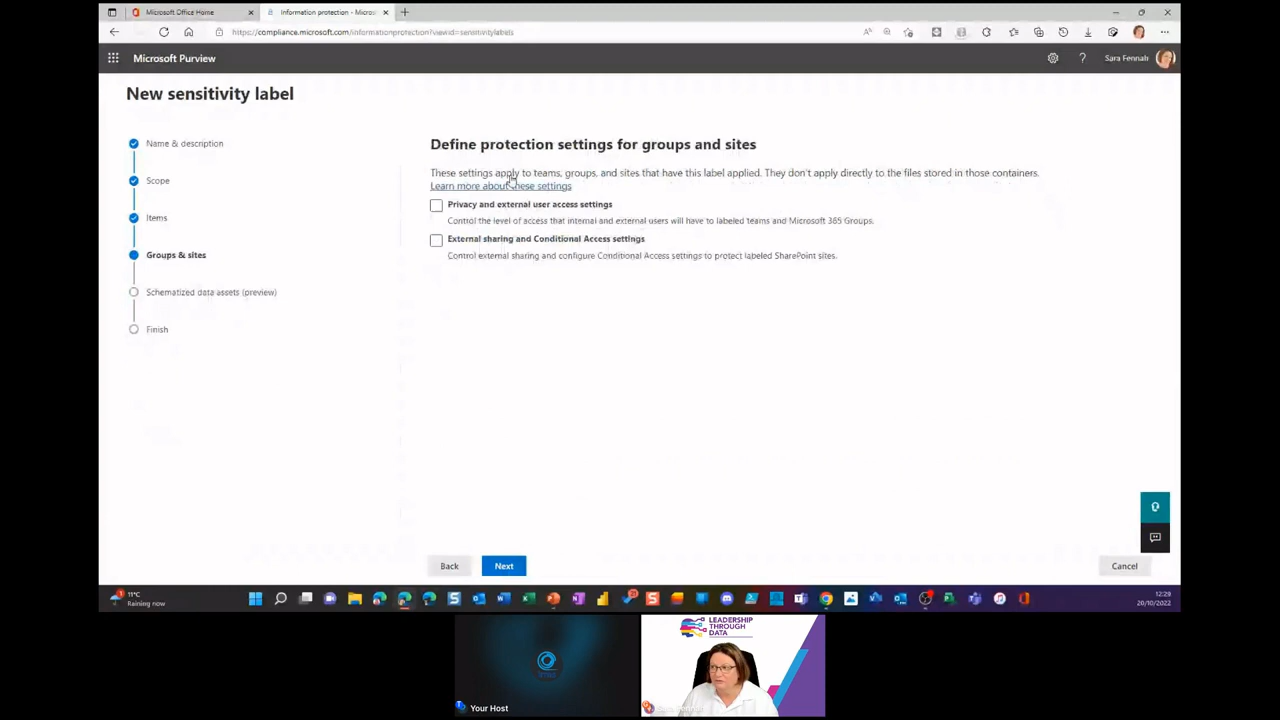 Microsoft Office Home
Information protection - Micros
https://compliance.microsoft.com/informationprotection?viewid=sensitivitylabels
Microsoft Purview
Sara Fennah
New sensitivity label
Name & description
Scope
Items
Groups & sites
Schematized data assets (preview)
Finish
Define protection settings for groups and sites
These settings apply to teams, groups, and sites that have this label applied. They don't apply directly to the files stored in those containers.
Learn more about these settings
Privacy and external user access settings
Control the level of access that internal and external users will have to labeled teams and Microsoft 365 Groups.
External sharing and Conditional Access settings
Control external sharing and configure Conditional Access settings to protect labeled SharePoint sites.
Back
Next
Cancel
11°C
Raining now
12:29
20/10/2022
LEADERSHIP
THROUGH
DATA
Your Host